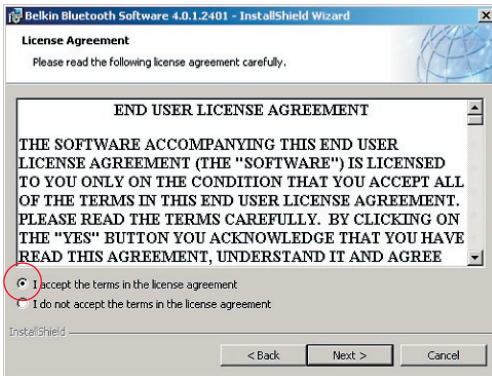 Belkin Bluetooth Software 4.0.1.2401 - InstallShield Wizard
License Agreement
Please read the following license agreement carefully.
END USER LICENSE AGREEMENT
THE SOFTWARE ACCOMPANYING THIS END USER
LICENSE AGREEMENT (THE "SOFTWARE") IS LICENSED
TO YOU ONLY ON THE CONDITION THAT YOU ACCEPT ALL
OF THE TERMS IN THIS END USER LICENSE AGREEMENT.
PLEASE READ THE TERMS CAREFULLY. BY CLICKING ON
THE "YES" BUTTON YOU ACKNOWLEDGE THAT YOU HAVE
READ THIS AGREEMENT, UNDERSTAND IT AND AGREE
I accept the terms in the license agreement
I do not accept the terms in the license agreement
InstallShield
< Back Next > Cancel